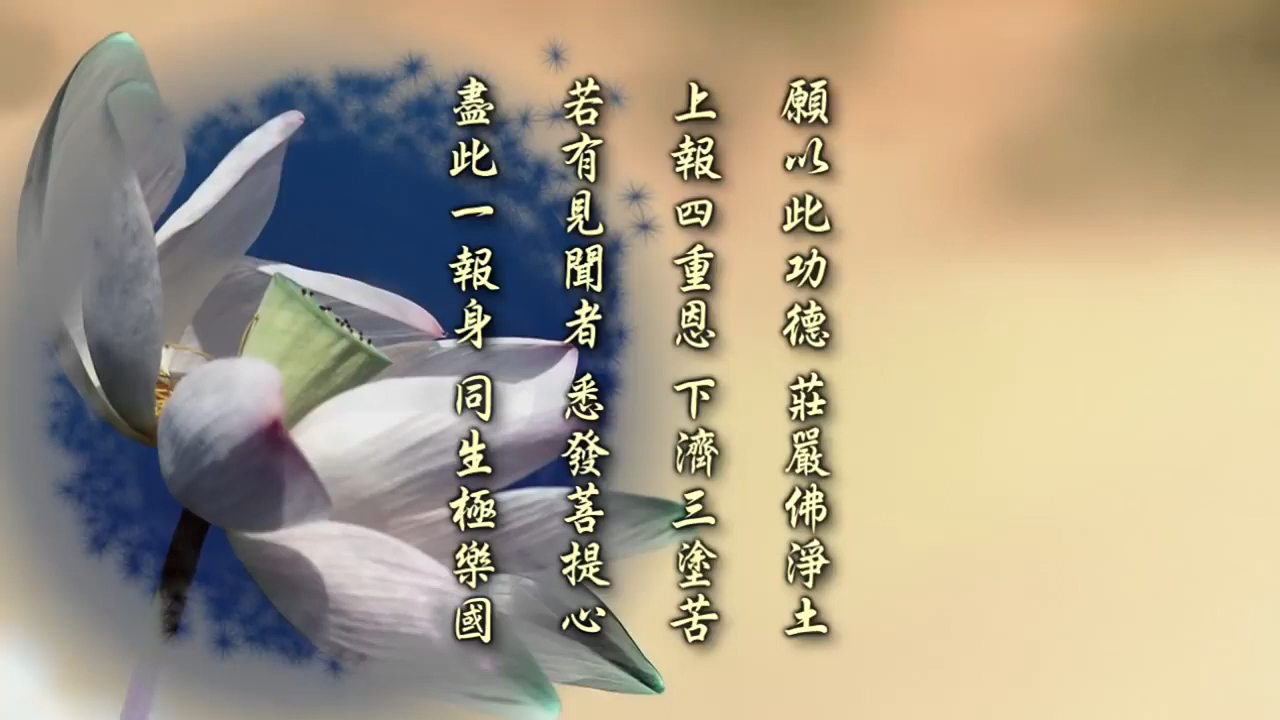 願以此功德 莊嚴佛淨土
上報四重恩 下濟三塗苦
若有見聞者 悉發菩提心
盡此一報身 同生極樂國